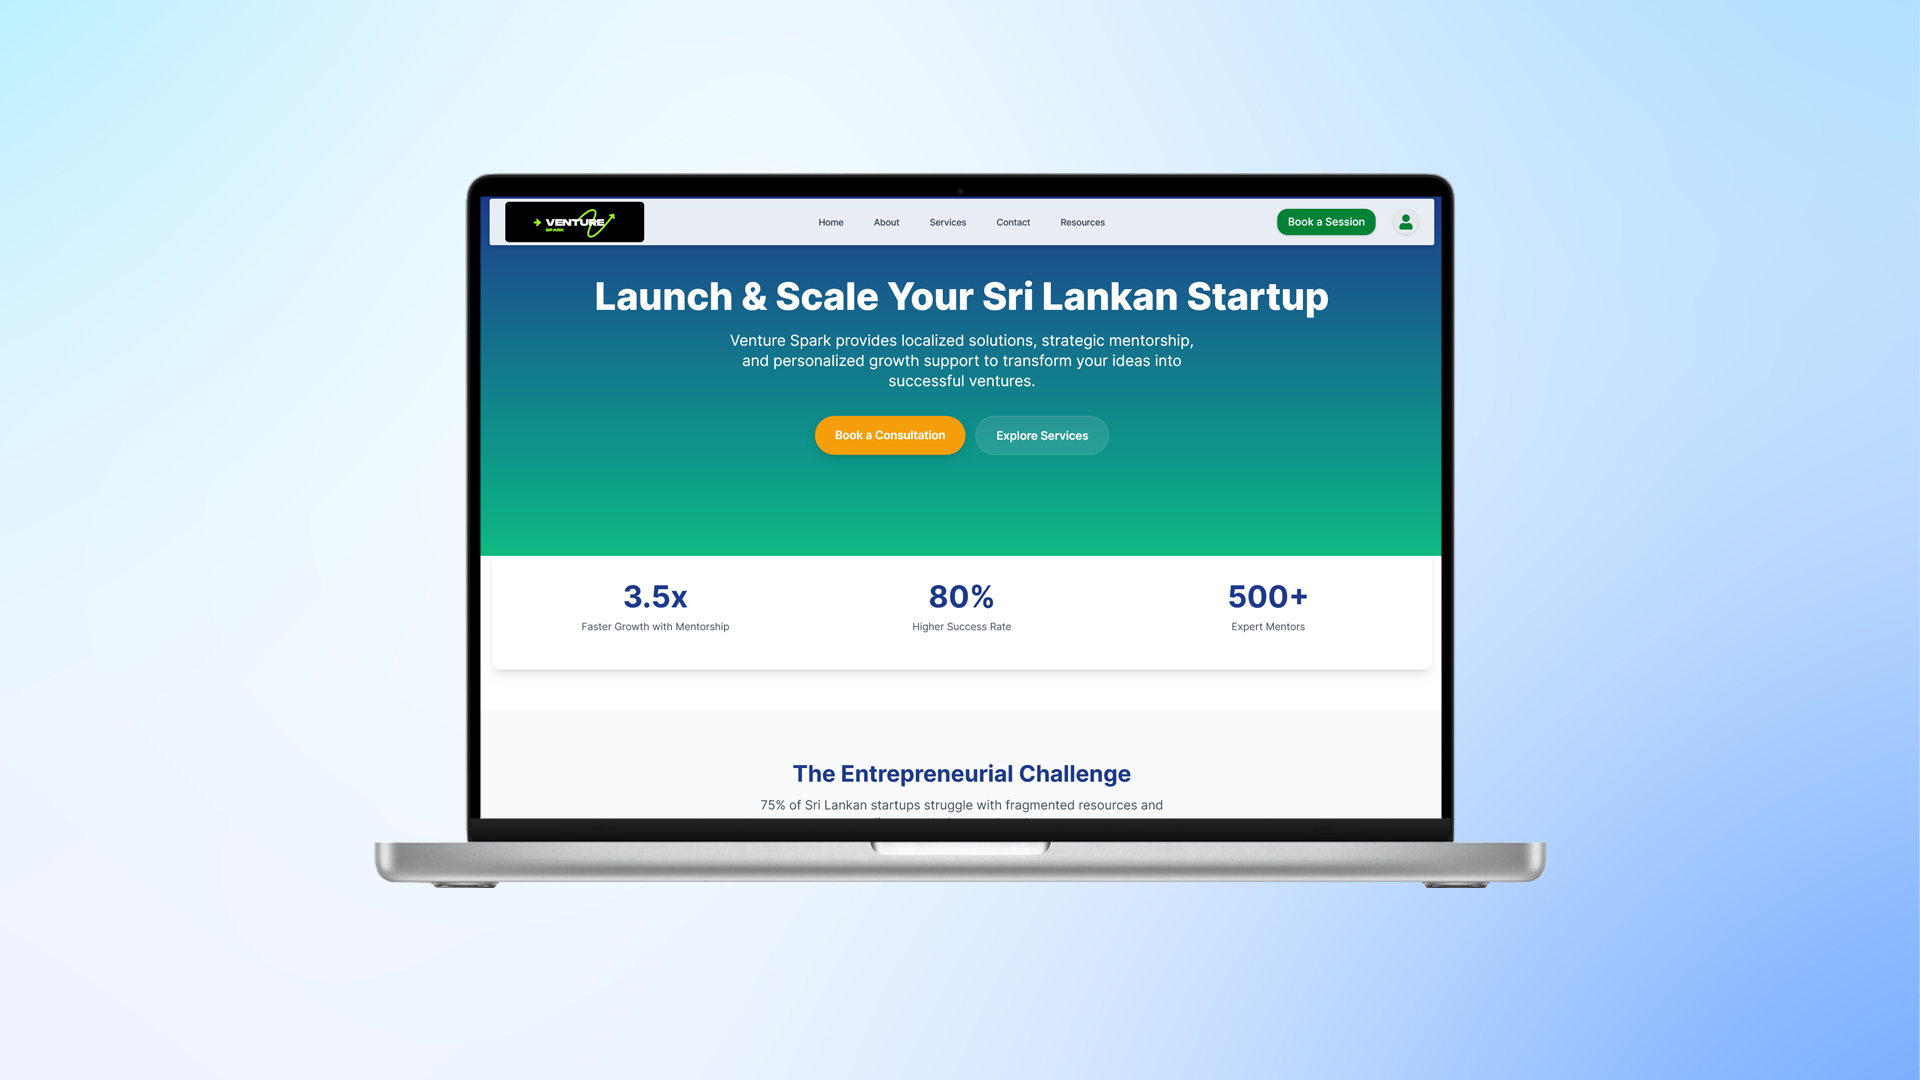 VENTURE
SPARK
Home
About
Services
Contact
Resources
Book a Session
Launch & Scale Your Sri Lankan Startup
Venture Spark provides localized solutions, strategic mentorship,
and personalized growth support to transform your ideas into
successful ventures.
Book a Consultation
Explore Services
3.5x
Faster Growth with Mentorship
80%
Higher Success Rate
500+
Expert Mentors
The Entrepreneurial Challenge
75% of Sri Lankan startups struggle with fragmented resources and